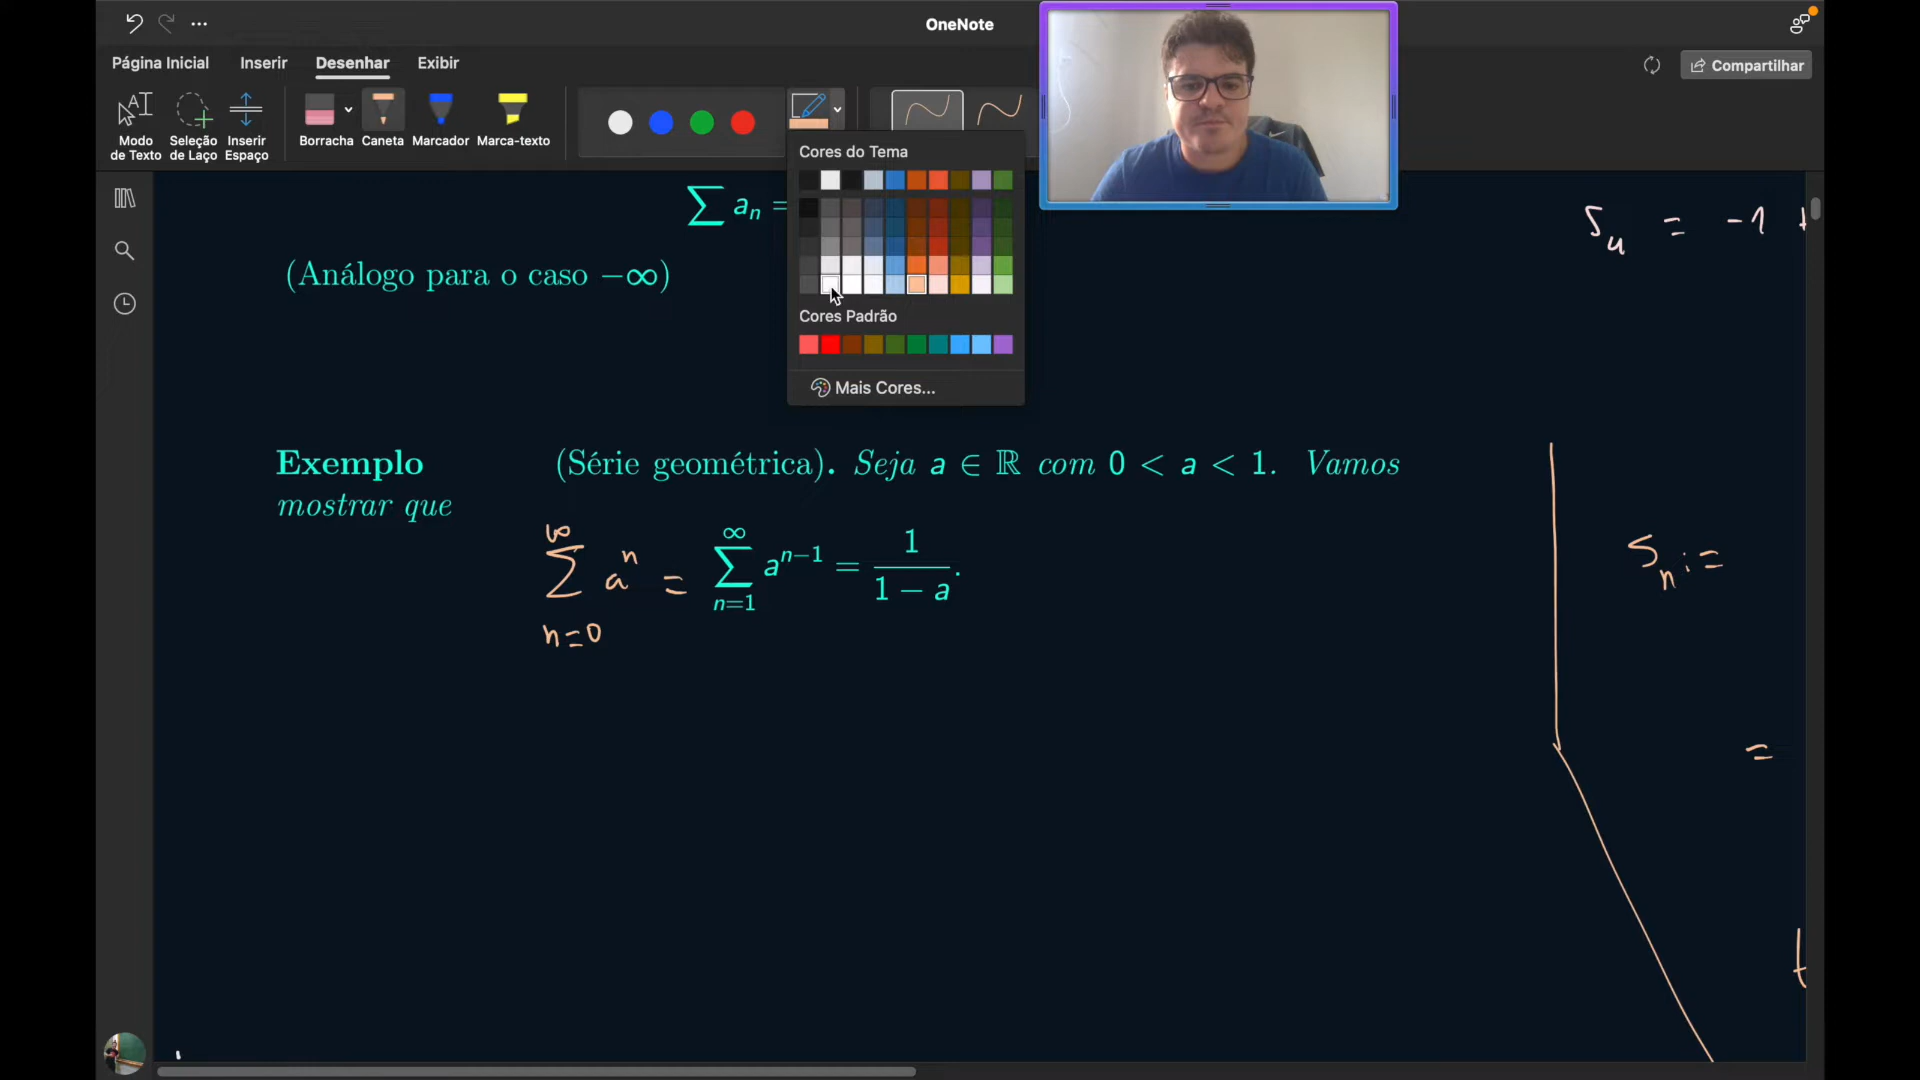 OneNote
Página Inicial Inserir Desenhar Exibir
Compartilhar
Modo de Texto
Seleção de Laço
Inserir Espaço
Borracha Caneta Marcador Marca-texto
Cores do Tema
Cores Padrão
Mais Cores...
∑ aₙ =
(Análogo para o caso −∞)
S₄ = -1 +
Exemplo (Série geométrica). Seja a ∈ ℝ com 0 < a < 1. Vamos
mostrar que
∑_{n=0}^{∞} aⁿ = ∑_{n=1}^{∞} a^{n−1} = 1/(1 − a).
Sₙ :=
=